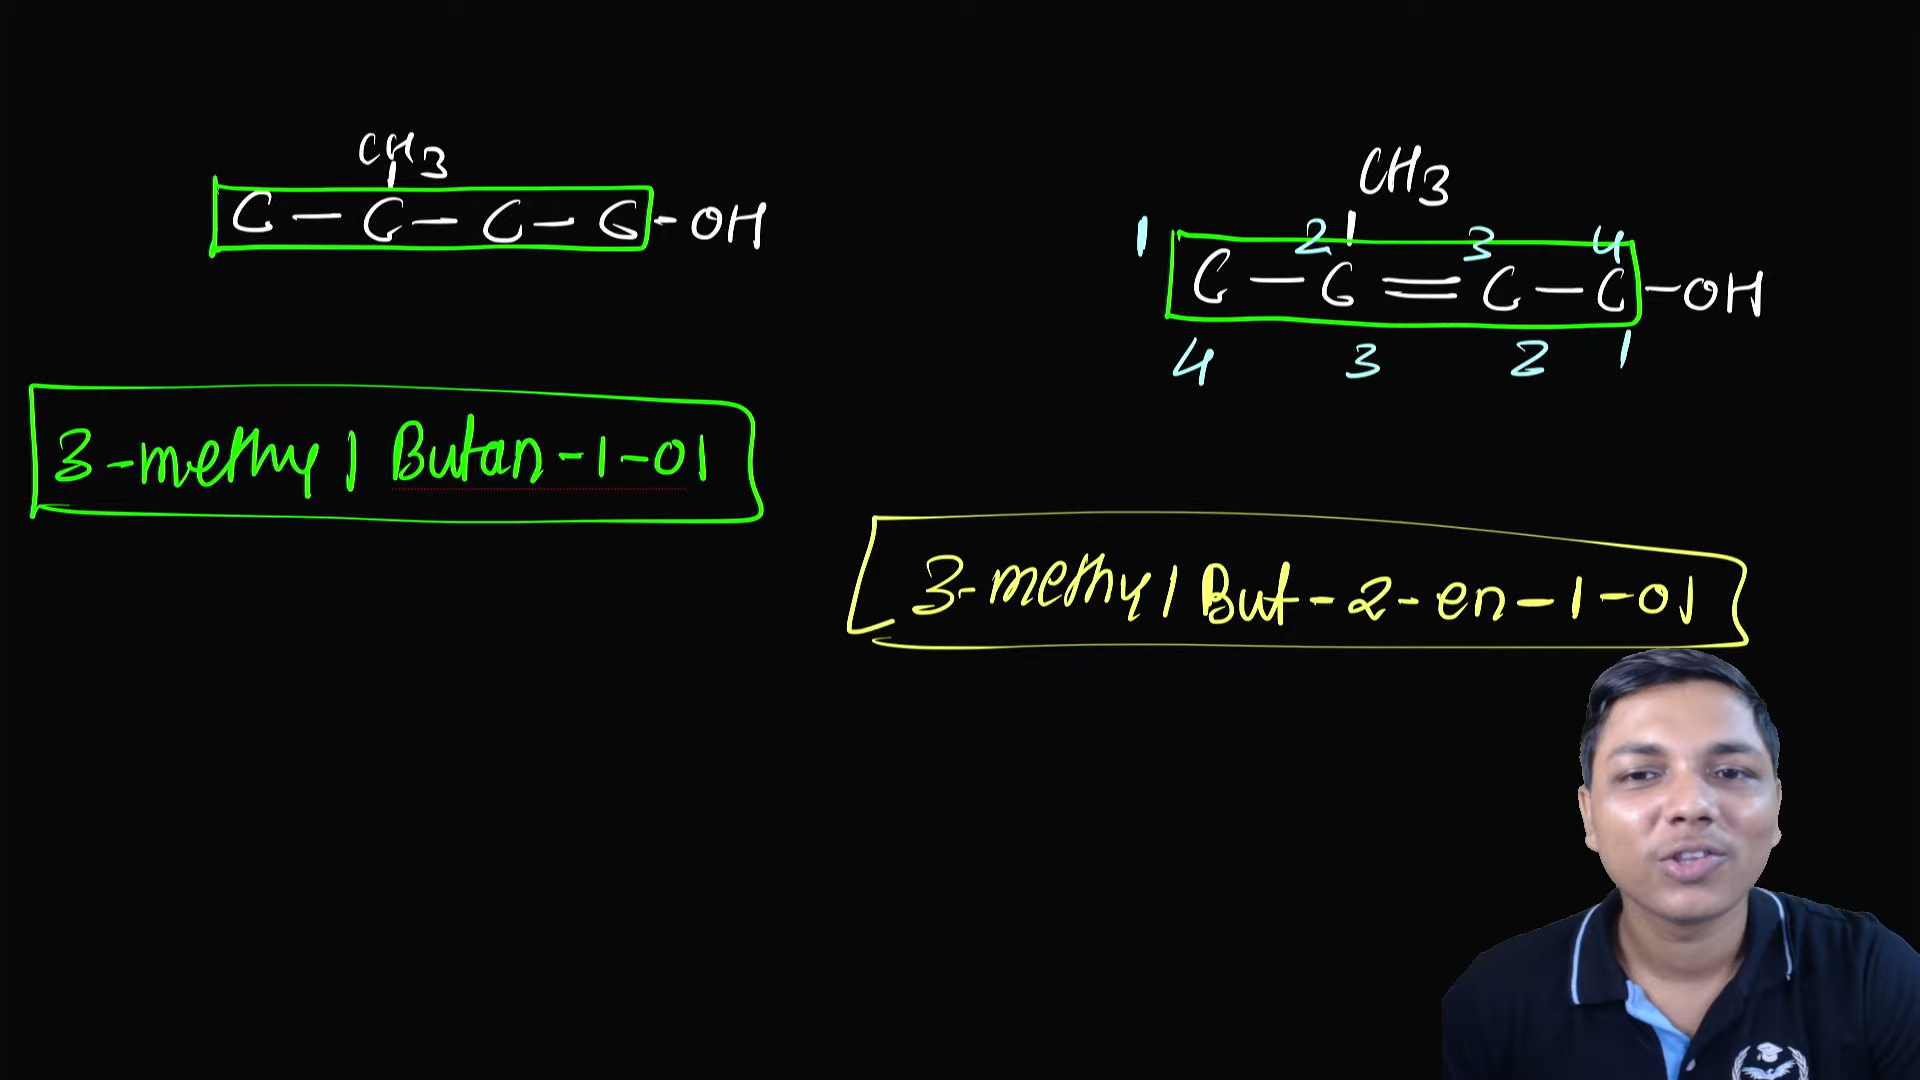 CH3
C - C - C - C - OH
3-methyl Butan-1-ol
CH3
1 2 3 4
C - C = C - C - OH
4 3 2 1
3-methyl But-2-en-1-ol